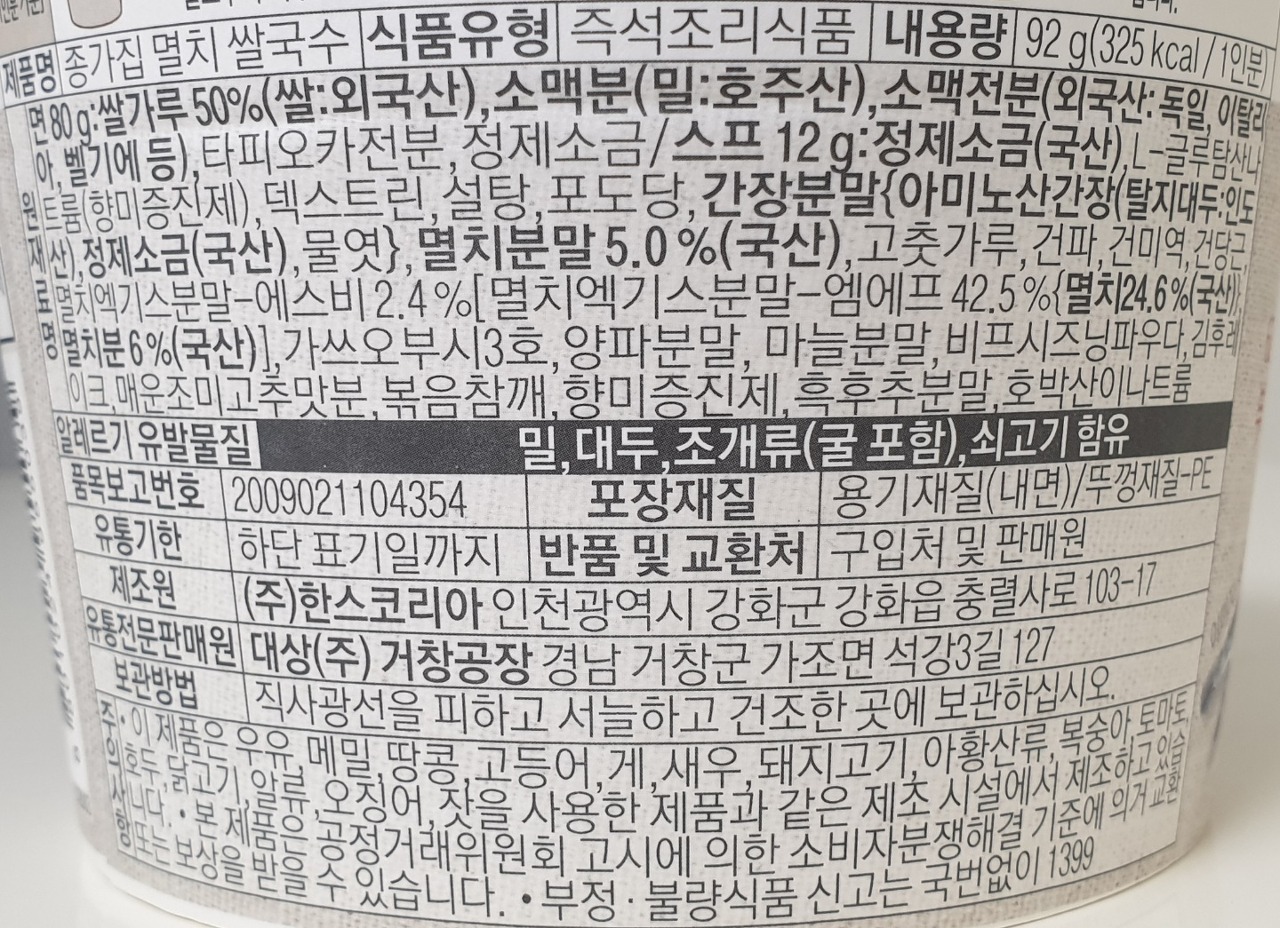 제품명 종가집 멸치 쌀국수 식품유형 즉석조리식품 내용량 92 g(325 kcal / 1인분)
원재료명
면 80 g:쌀가루 50%(쌀:외국산),소맥분(밀:호주산),소맥전분(외국산:독일, 이탈리
아,벨기에 등),타피오카전분,정제소금/스프 12 g:정제소금(국산),L-글루탐산나
트륨(향미증진제),덱스트린,설탕,포도당,간장분말{아미노산간장(탈지대두:인도
산),정제소금(국산),물엿},멸치분말 5.0 %(국산),고춧가루,건파,건미역,건당근,
멸치엑기스분말-에스비 2.4 %[멸치엑기스분말-엠에프 42.5 %{멸치24.6 %(국산)},
멸치분 6 %(국산)],가쓰오부시3호,양파분말, 마늘분말,비프시즈닝파우다,김후레
이크,매운조미고추맛분,볶음참깨,향미증진제,흑후추분말,호박산이나트륨
알레르기 유발물질 밀,대두,조개류(굴 포함),쇠고기 함유
품목보고번호 2009021104354 포장재질 용기재질(내면)/뚜껑재질-PE
유통기한 하단 표기일까지 반품 및 교환처 구입처 및 판매원
제조원 (주)한스코리아 인천광역시 강화군 강화읍 충렬사로 103-17
유통전문판매원 대상(주) 거창공장 경남 거창군 가조면 석강3길 127
보관방법 직사광선을 피하고 서늘하고 건조한 곳에 보관하십시오.
주의사항
·이 제품은 우유,메밀,땅콩,고등어,게,새우,돼지고기, 아황산류,복숭아, 토마토
호두,닭고기,알류,오징어,잣을 사용한 제품과 같은 제조 시설에서 제조하고 있습
니다. •본 제품은 공정거래위원회 고시에 의한 소비자분쟁해결 기준에 의거 교환
또는 보상을 받을 수 있습니다. •부정·불량식품 신고는 국번없이 1399